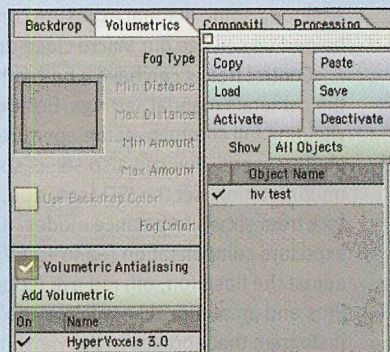 Backdrop Volumetrics Compositi Processing
Fog Type
Min Distance
Max Distance
Min Amount
Max Amount
Use Backdrop Color
Fog Color
Volumetric Antialiasing
Add Volumetric
On Name
HyperVoxels 3.0
Copy Paste
Load Save
Activate Deactivate
Show All Objects
Object Name
hv test